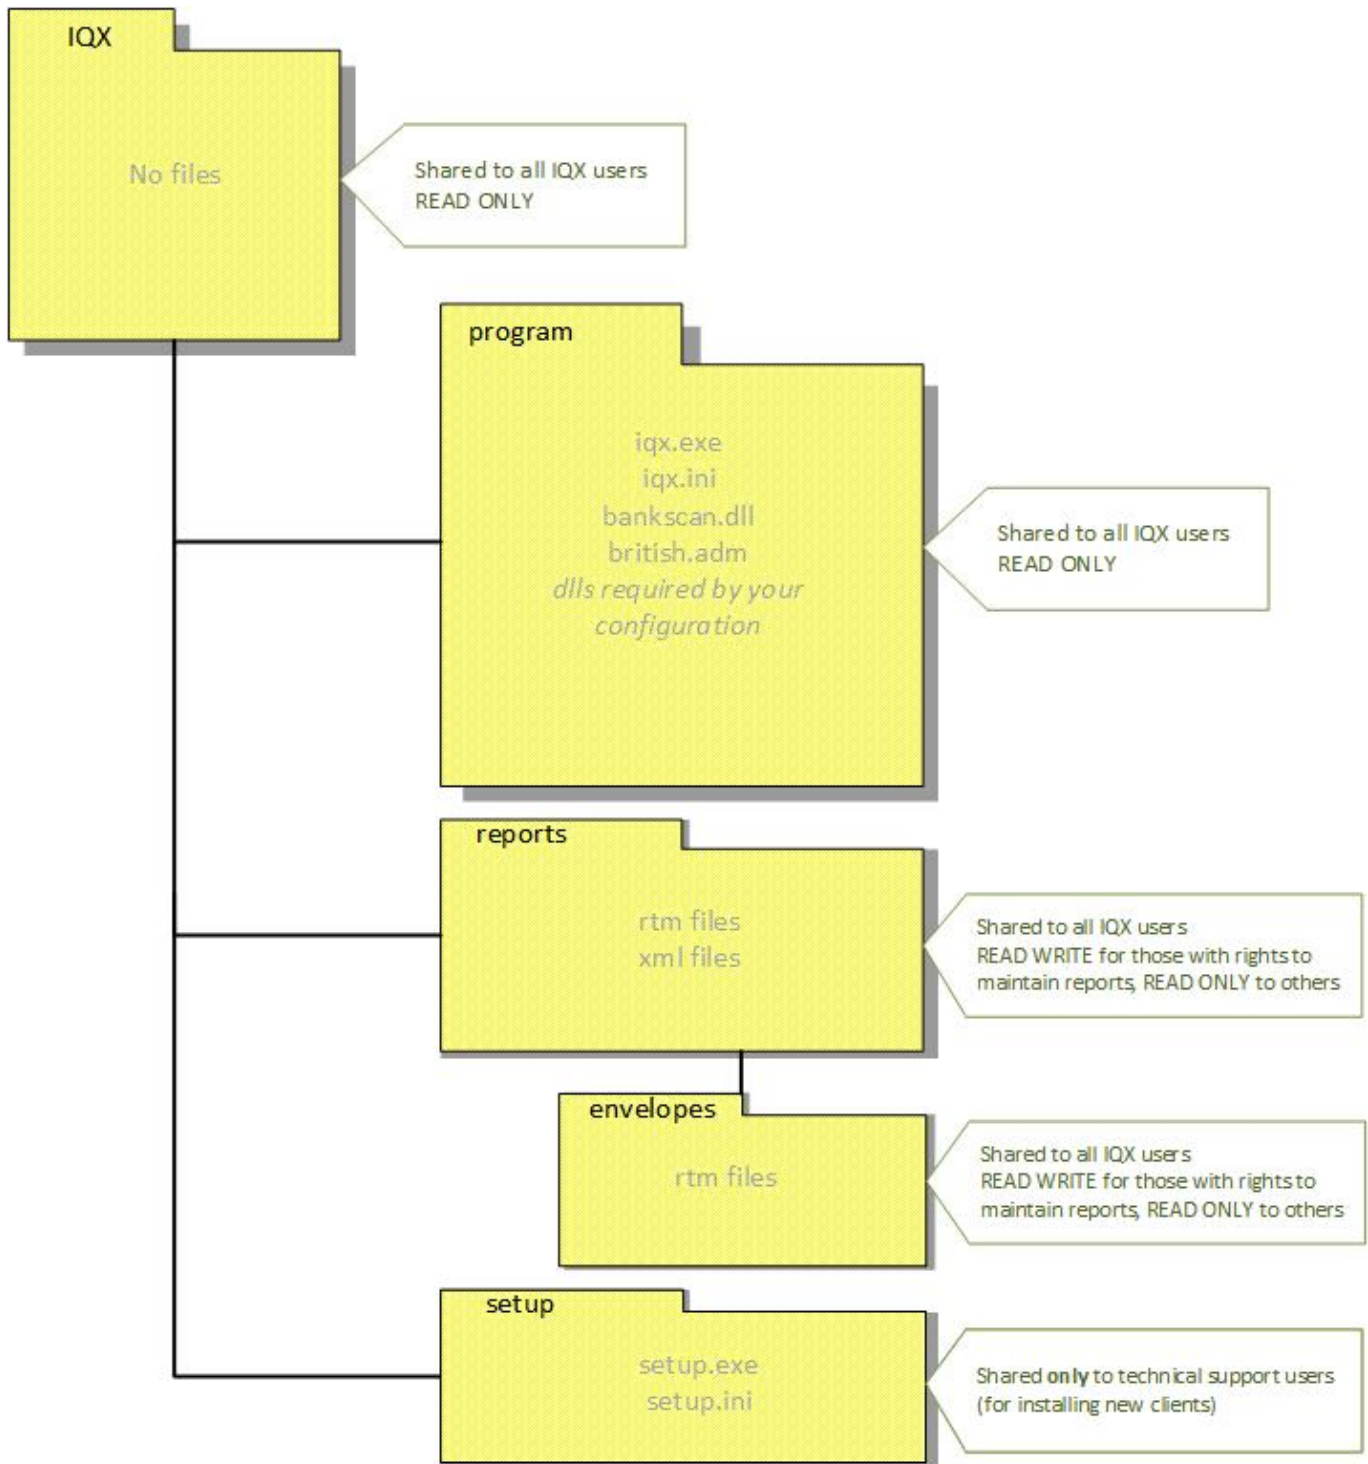 IQX
No files
Shared to all IQX users
READ ONLY
program
iqx.exe
iqx.ini
bankscan.dll
british.adm
dlls required by your
configuration
Shared to all IQX users
READ ONLY
reports
rtm files
xml files
Shared to all IQX users
READ WRITE for those with rights to
maintain reports, READ ONLY to others
envelopes
rtm files
Shared to all IQX users
READ WRITE for those with rights to
maintain reports, READ ONLY to others
setup
setup.exe
setup.ini
Shared only to technical support users
(for installing new clients)